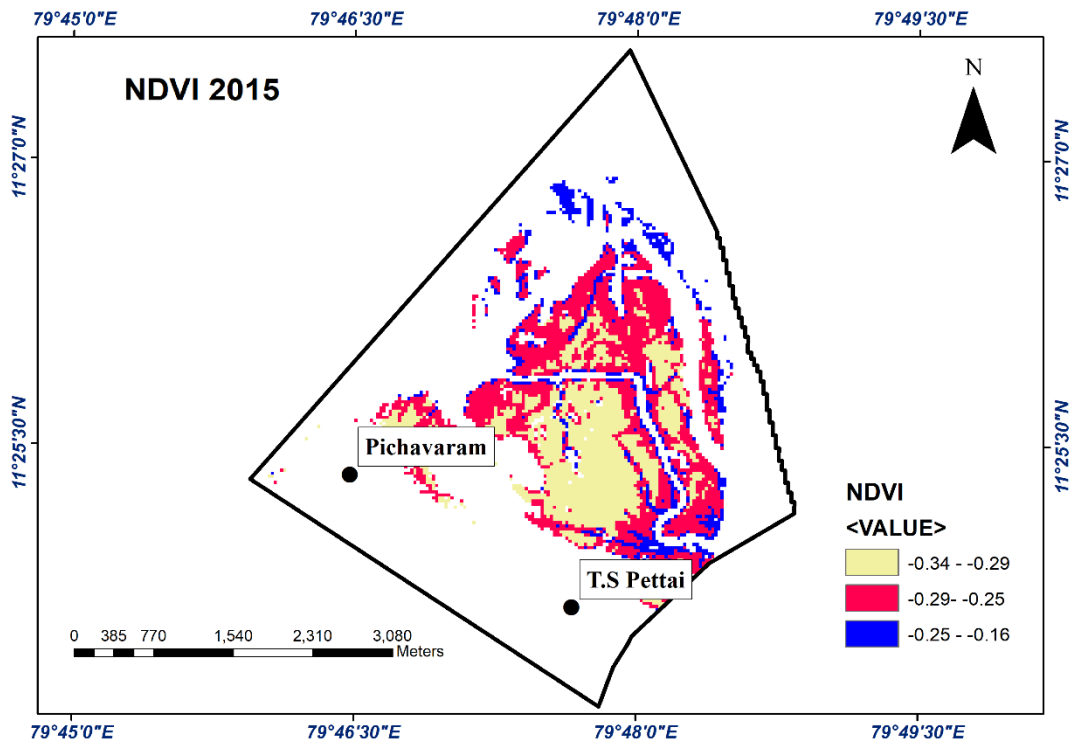 79°45'0"E 79°46'30"E 79°48'0"E 79°49'30"E
NDVI 2015
N
11°27'0"N 11°27'0"N
11°25'30"N 11°25'30"N
Pichavaram
T.S Pettai
NDVI
<VALUE>
-0.34 - -0.29
-0.29- -0.25
-0.25 - -0.16
0 385 770 1,540 2,310 3,080
Meters
79°45'0"E 79°46'30"E 79°48'0"E 79°49'30"E